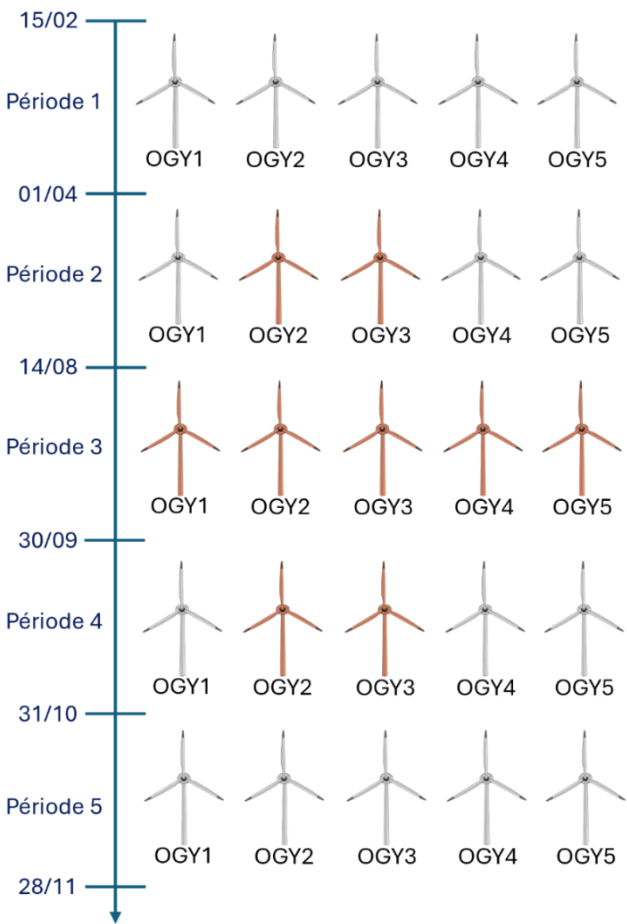 15/02
Période 1
OGY1 OGY2 OGY3 OGY4 OGY5
01/04
Période 2
OGY1 OGY2 OGY3 OGY4 OGY5
14/08
Période 3
OGY1 OGY2 OGY3 OGY4 OGY5
30/09
Période 4
OGY1 OGY2 OGY3 OGY4 OGY5
31/10
Période 5
OGY1 OGY2 OGY3 OGY4 OGY5
28/11